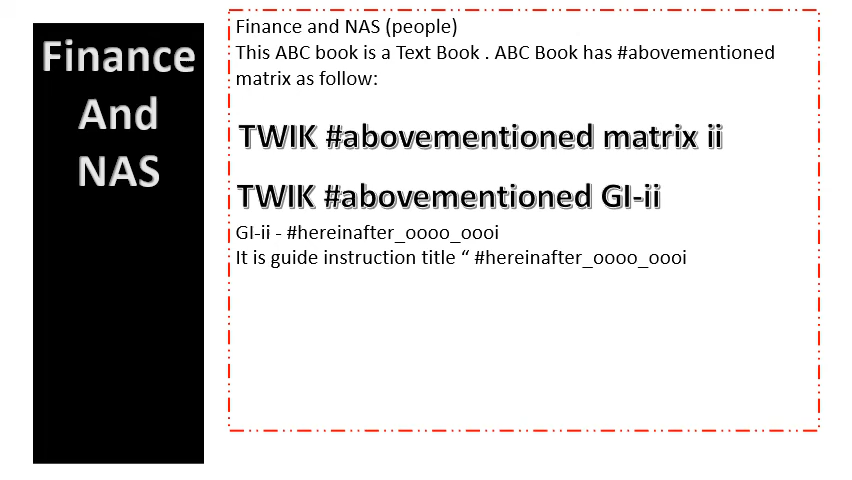 Finance
And
NAS
Finance and NAS (people)
This ABC book is a Text Book . ABC Book has #abovementioned
matrix as follow:
TWIK #abovementioned matrix ii
TWIK #abovementioned GI-ii
GI-ii - #hereinafter_oooo_oooi
It is guide instruction title “ #hereinafter_oooo_oooi